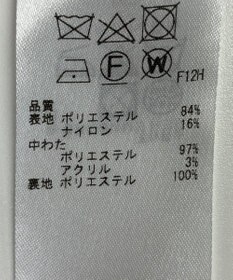 F12H
品質
表地 ポリエステル 84%
ナイロン 16%
中わた
ポリエステル 97%
アクリル 3%
裏地 ポリエステル 100%